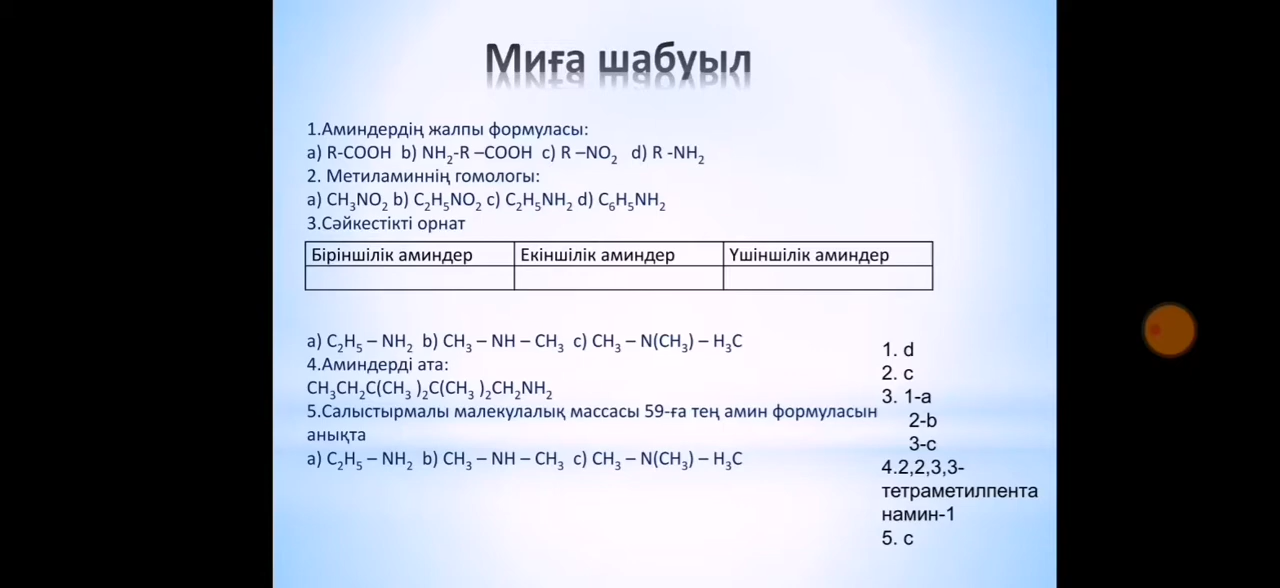 Миға шабуыл
1.Аминдердің жалпы формуласы:
a) R-COOH b) NH₂-R –COOH c) R –NO₂ d) R -NH₂
2. Метиламиннің гомологы:
a) CH₃NO₂ b) C₂H₅NO₂ c) C₂H₅NH₂ d) C₆H₅NH₂
3.Сәйкестікті орнат
Біріншілік аминдер Екіншілік аминдер Үшіншілік аминдер
a) C₂H₅ – NH₂ b) CH₃ – NH – CH₃ c) CH₃ – N(CH₃) – H₃C
4.Аминдерді ата:
CH₃CH₂C(CH₃ )₂C(CH₃ )₂CH₂NH₂
5.Салыстырмалы малекулалық массасы 59-ға тең амин формуласын
анықта
a) C₂H₅ – NH₂ b) CH₃ – NH – CH₃ c) CH₃ – N(CH₃) – H₃C
1. d
2. c
3. 1-a
2-b
3-c
4.2,2,3,3-
тетраметилпента
намин-1
5. c